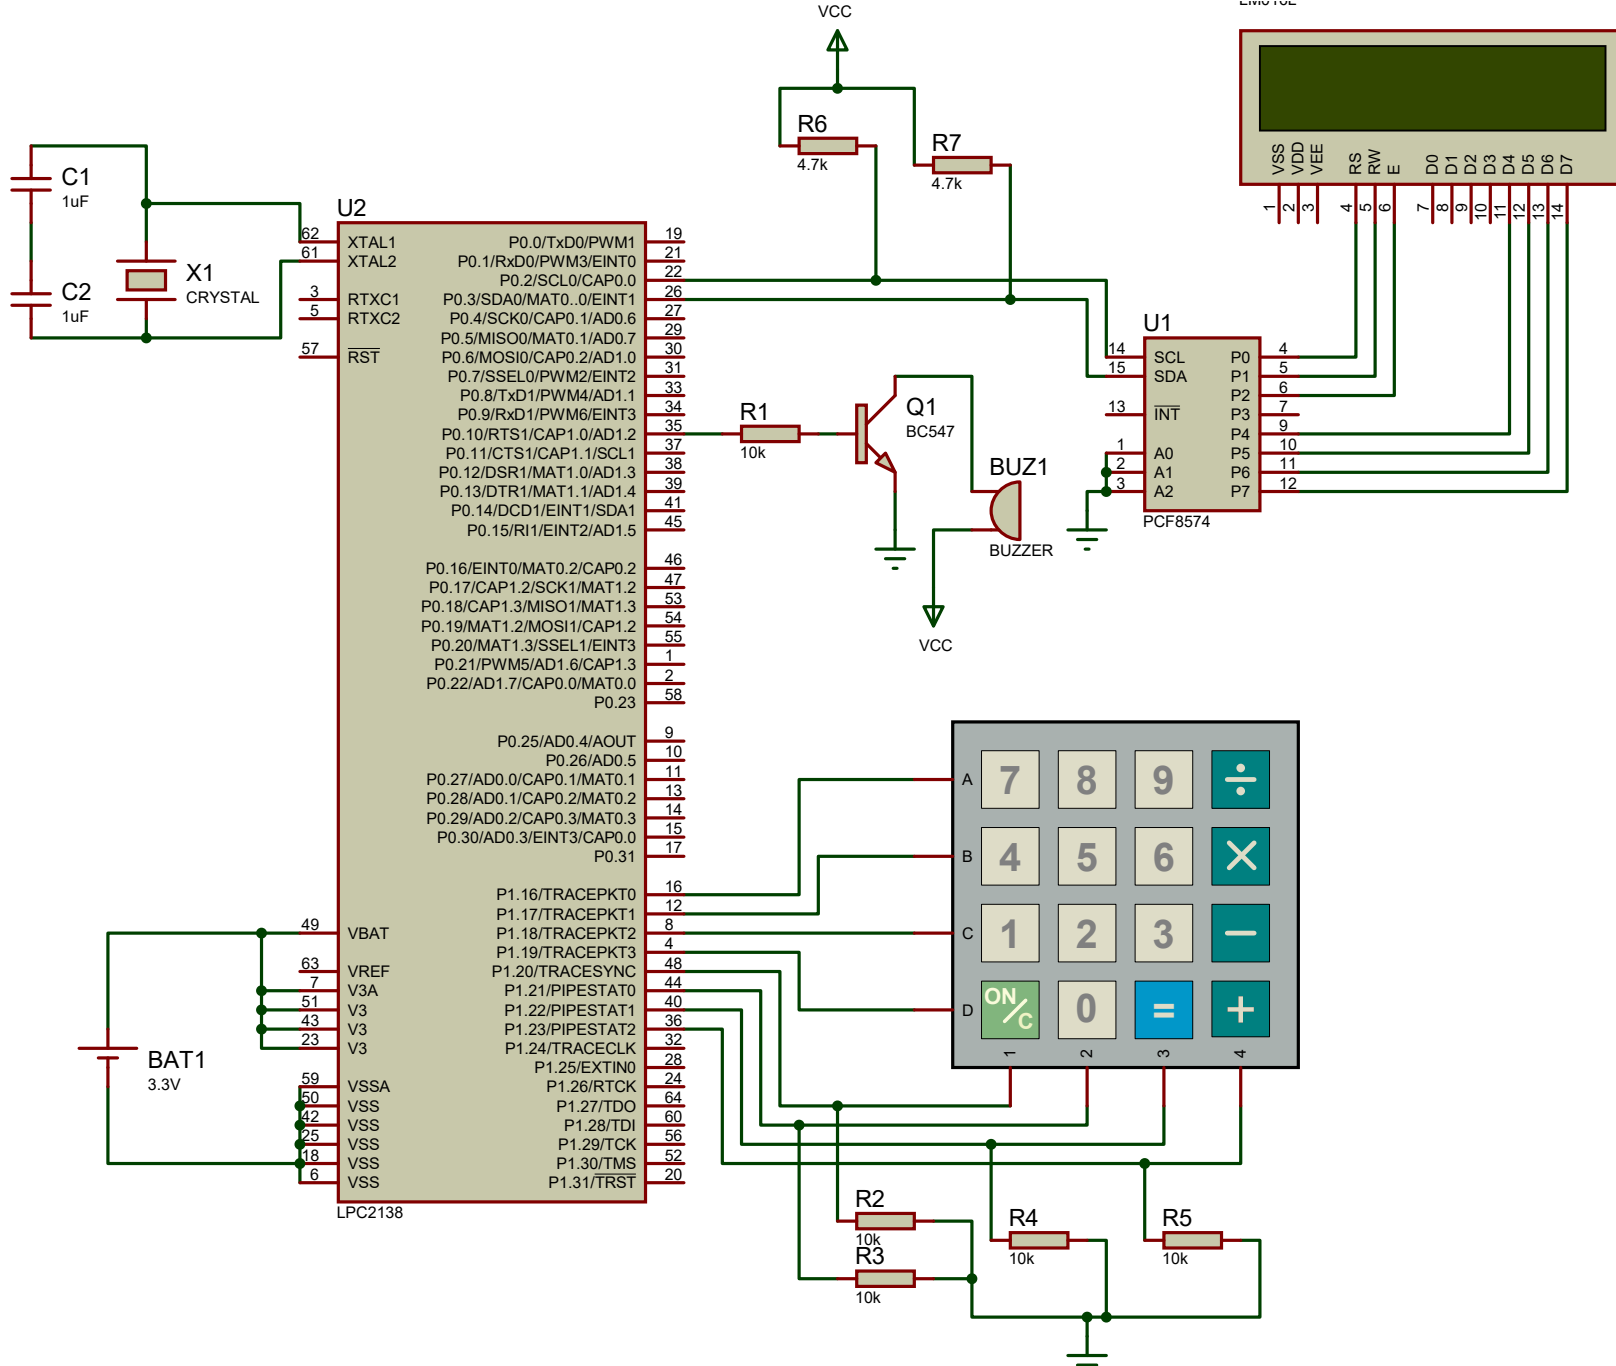 VCC
R6
4.7k
R7
4.7k
VSS
VDD
VEE
RS
RW
E
D0
D1
D2
D3
D4
D5
D6
D7
1
2
3
4
5
6
7
8
9
10
11
12
13
14
C1
1uF
C2
1uF
X1
CRYSTAL
U2
62 XTAL1
61 XTAL2
3 RTXC1
5 RTXC2
57 RST
49 VBAT
63 VREF
7 V3A
51 V3
43 V3
23 V3
59 VSSA
50 VSS
42 VSS
25 VSS
18 VSS
6 VSS
P0.0/TxD0/PWM1 19
P0.1/RxD0/PWM3/EINT0 21
P0.2/SCL0/CAP0.0 22
P0.3/SDA0/MAT0..0/EINT1 26
P0.4/SCK0/CAP0.1/AD0.6 27
P0.5/MISO0/MAT0.1/AD0.7 29
P0.6/MOSI0/CAP0.2/AD1.0 30
P0.7/SSEL0/PWM2/EINT2 31
P0.8/TxD1/PWM4/AD1.1 33
P0.9/RxD1/PWM6/EINT3 34
P0.10/RTS1/CAP1.0/AD1.2 35
P0.11/CTS1/CAP1.1/SCL1 37
P0.12/DSR1/MAT1.0/AD1.3 38
P0.13/DTR1/MAT1.1/AD1.4 39
P0.14/DCD1/EINT1/SDA1 41
P0.15/RI1/EINT2/AD1.5 45
P0.16/EINT0/MAT0.2/CAP0.2 46
P0.17/CAP1.2/SCK1/MAT1.2 47
P0.18/CAP1.3/MISO1/MAT1.3 53
P0.19/MAT1.2/MOSI1/CAP1.2 54
P0.20/MAT1.3/SSEL1/EINT3 55
P0.21/PWM5/AD1.6/CAP1.3 1
P0.22/AD1.7/CAP0.0/MAT0.0 2
P0.23 58
P0.25/AD0.4/AOUT 9
P0.26/AD0.5 10
P0.27/AD0.0/CAP0.1/MAT0.1 11
P0.28/AD0.1/CAP0.2/MAT0.2 13
P0.29/AD0.2/CAP0.3/MAT0.3 14
P0.30/AD0.3/EINT3/CAP0.0 15
P0.31 17
P1.16/TRACEPKT0 16
P1.17/TRACEPKT1 12
P1.18/TRACEPKT2 8
P1.19/TRACEPKT3 4
P1.20/TRACESYNC 48
P1.21/PIPESTAT0 44
P1.22/PIPESTAT1 40
P1.23/PIPESTAT2 36
P1.24/TRACECLK 32
P1.25/EXTIN0 28
P1.26/RTCK 24
P1.27/TDO 64
P1.28/TDI 60
P1.29/TCK 56
P1.30/TMS 52
P1.31/TRST 20
LPC2138
BAT1
3.3V
R1
10k
Q1
BC547
BUZ1
BUZZER
VCC
U1
14 SCL
15 SDA
13 INT
1 A0
2 A1
3 A2
P0 4
P1 5
P2 6
P3 7
P4 9
P5 10
P6 11
P7 12
PCF8574
A 7 8 9 ÷
B 4 5 6 ×
C 1 2 3 −
D ON/C 0 = +
1 2 3 4
R2
10k
R3
10k
R4
10k
R5
10k